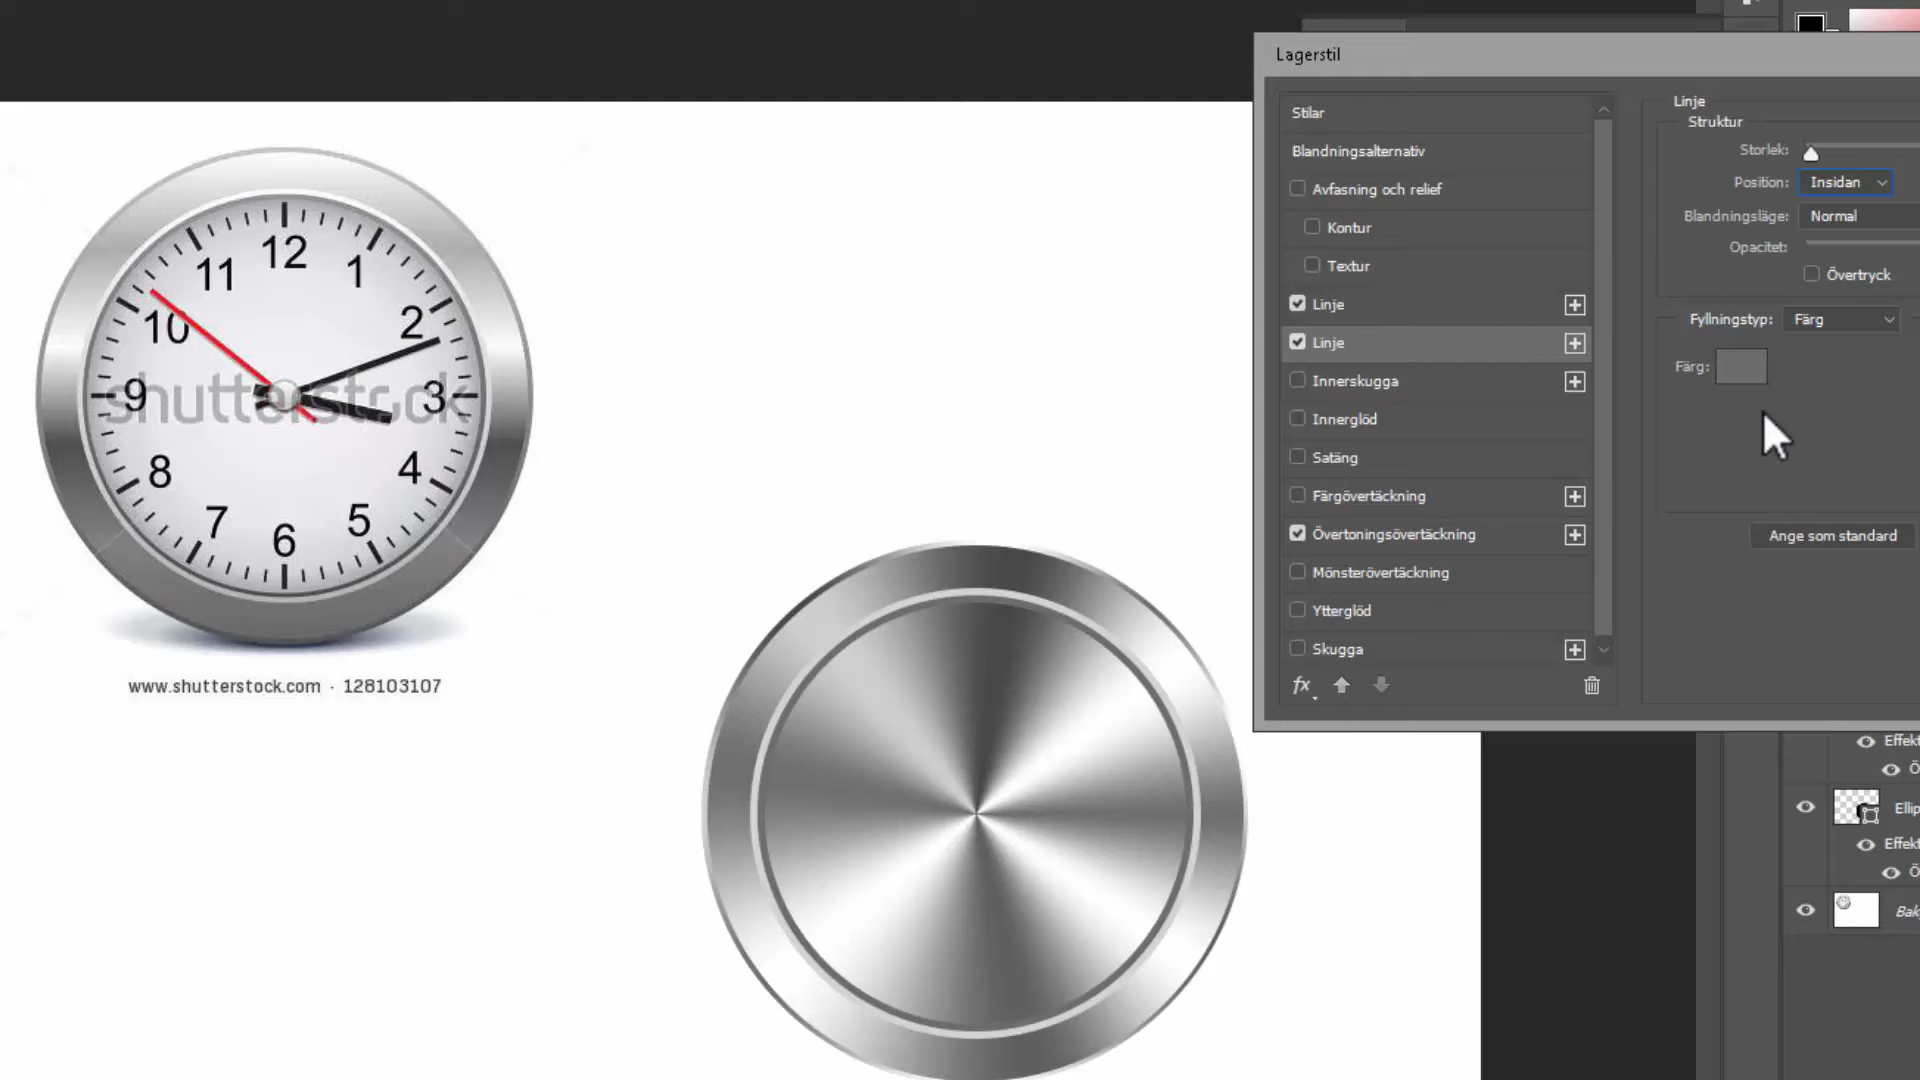 Lagerstil
Stilar
Blandningsalternativ
Avfasning och relief
Kontur
Textur
Linje
Linje
Innerskugga
Innerglöd
Satäng
Färgövertäckning
Övertoningsövertäckning
Mönsterövertäckning
Ytterglöd
Skugga
fx
Linje
Struktur
Storlek:
Position: Insidan
Blandningsläge: Normal
Opacitet:
Övertryck
Fyllningstyp: Färg
Färg:
Ange som standard
12
11 1
10 2
9 3
8 4
7 5
6
shutterstock
www.shutterstock.com · 128103107
Effekt
Ö
Ellip
Effekt
Ö
Bak